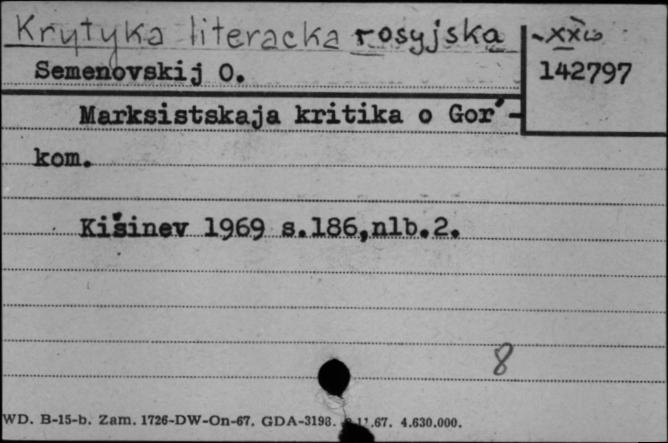 Krytyka literacka rosyjska - XXw
Semenovskij O.
142797
Marksistskaja kritika o Gor'-
kom.
Kišinev 1969 s.186,nlb.2.
8
WD. B-15-b. Zam. 1726-DW-On-67. GDA-3198. 11.67. 4.630.000.